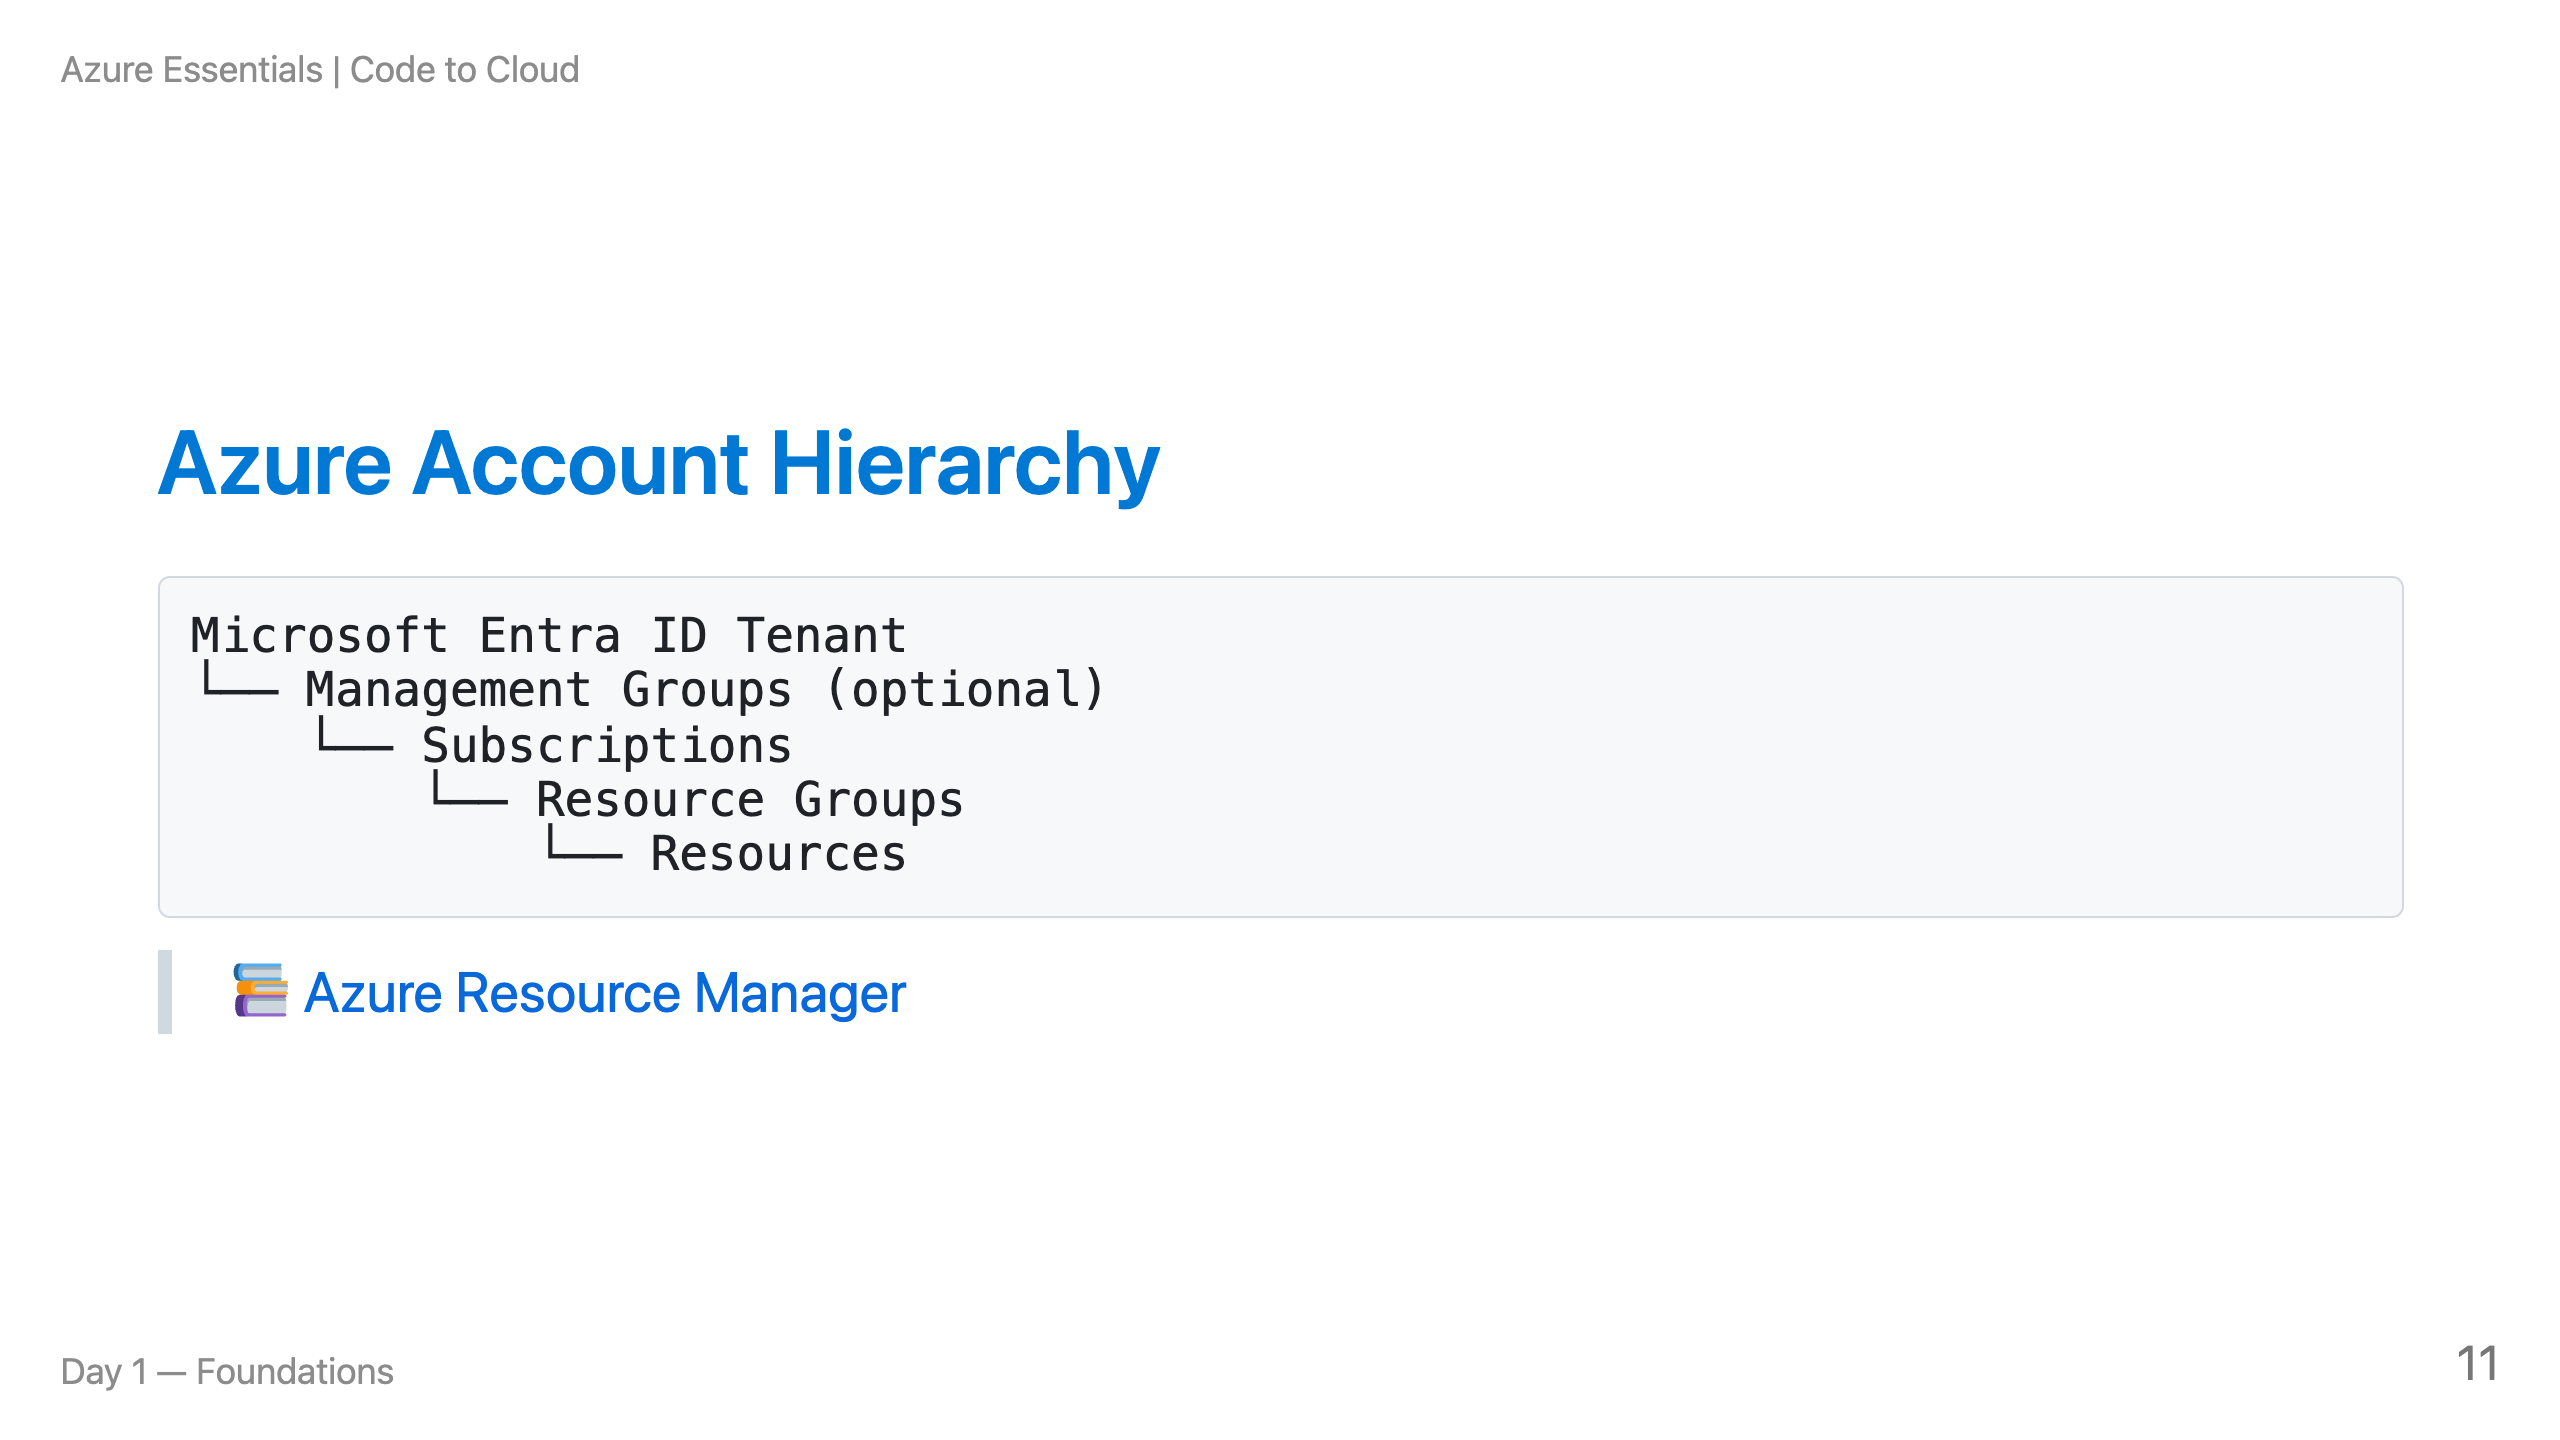 Azure Essentials | Code to Cloud
Azure Account Hierarchy
Microsoft Entra ID Tenant
└── Management Groups (optional)
    └── Subscriptions
        └── Resource Groups
            └── Resources
📚 Azure Resource Manager
Day 1 — Foundations
11